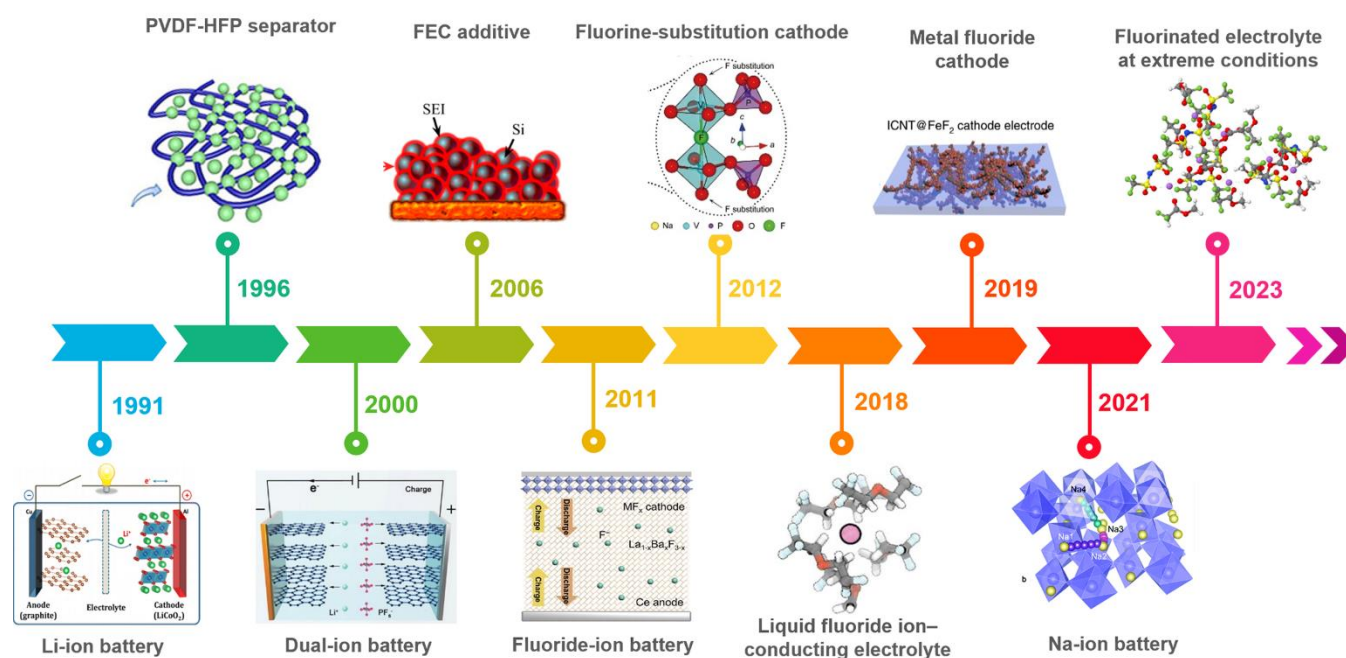 PVDF-HFP separator
FEC additive
SEI
Si
Fluorine-substitution cathode
F substitution
V
P
F
c
b
a
F substitution
Na V P O F
Metal fluoride
cathode
ICNT@FeF₂ cathode electrode
Fluorinated electrolyte
at extreme conditions
1996
2006
2012
2019
2023
1991
2000
2011
2018
2021
e⁻
Cu
Al
Li⁺
Anode
(graphite)
Electrolyte
Cathode
(LiCoO₂)
Li-ion battery
e⁻
Charge
−
+
Li⁺
PF₆
Dual-ion battery
Charge
Discharge
MFₓ cathode
F⁻
La₁₋ₓBaₓF₃₋ₓ
Charge
Discharge
Ce anode
Fluoride-ion battery
Liquid fluoride ion–
conducting electrolyte
Na4
Na3
Na1
Na2
b
Na-ion battery